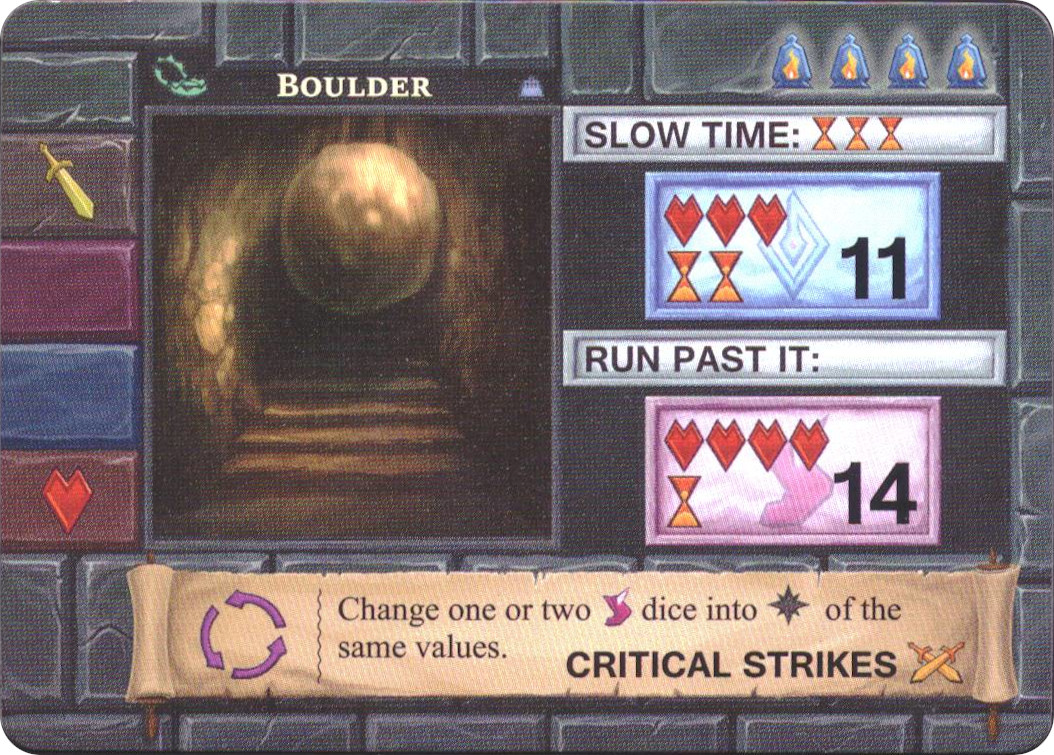 BOULDER
SLOW TIME:
11
RUN PAST IT:
14
Change one or two dice into of the
same values.
CRITICAL STRIKES